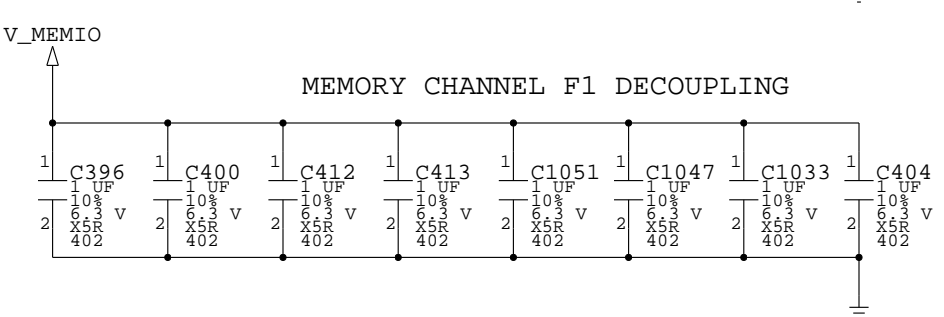 V_MEMIO
MEMORY CHANNEL F1 DECOUPLING
1 1 1 1 1 1 1 1
C396 C400 C412 C413 C1051 C1047 C1033 C404
1 UF 1 UF 1 UF 1 UF 1 UF 1 UF 1 UF 1 UF
10% 10% 10% 10% 10% 10% 10% 10%
6.3 V 6.3 V 6.3 V 6.3 V 6.3 V 6.3 V 6.3 V 6.3 V
2 2 2 2 2 2 2 2
X5R X5R X5R X5R X5R X5R X5R X5R
402 402 402 402 402 402 402 402